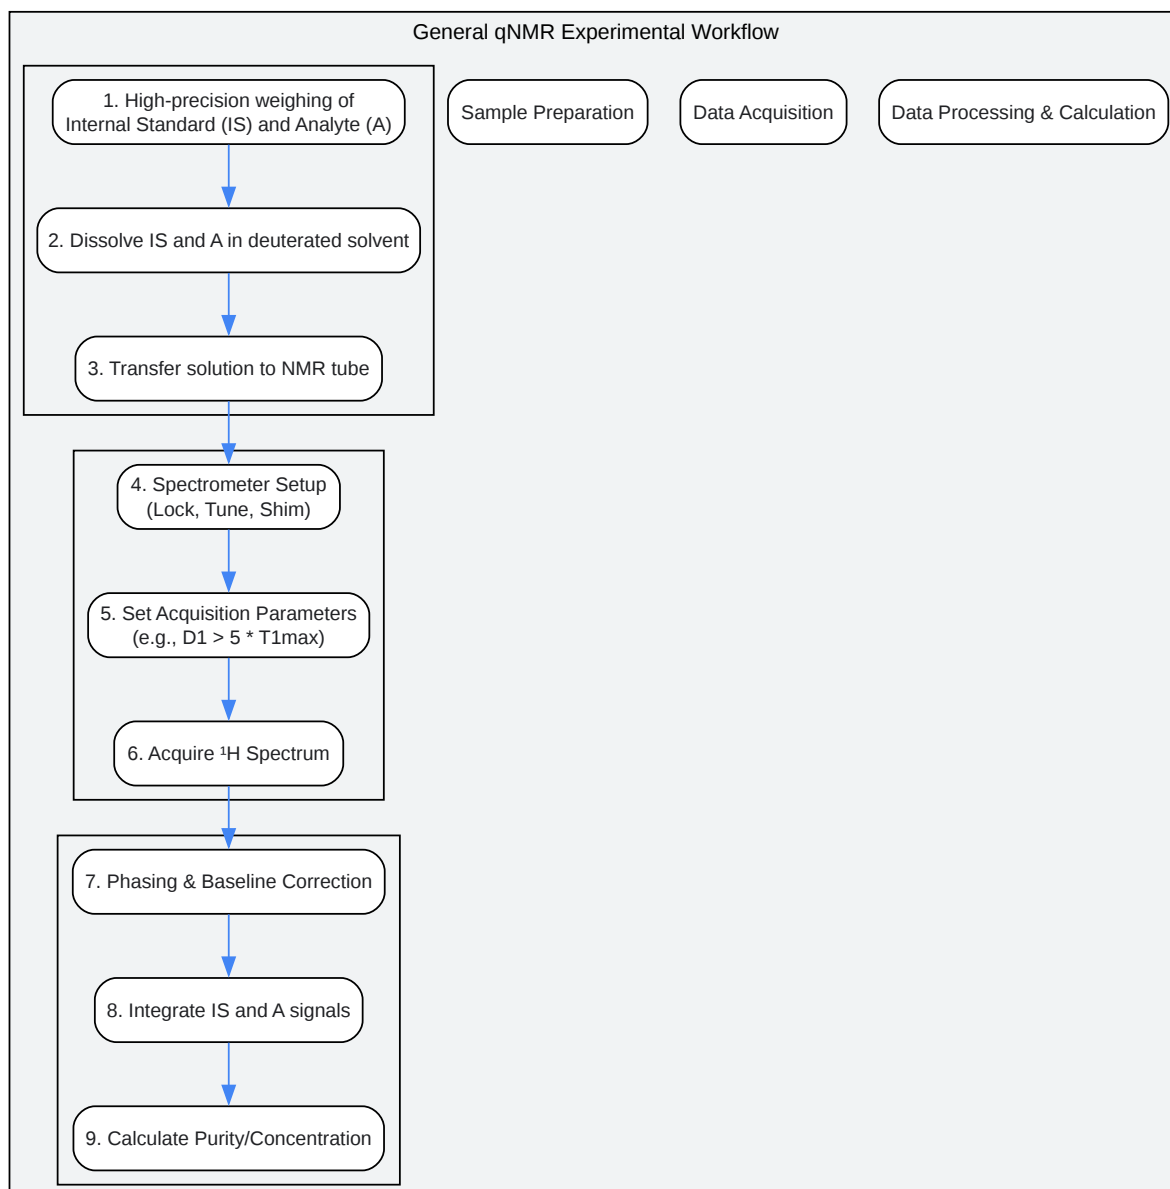 General qNMR Experimental Workflow
1. High-precision weighing of
Internal Standard (IS) and Analyte (A)
Sample Preparation
Data Acquisition
Data Processing & Calculation
2. Dissolve IS and A in deuterated solvent
3. Transfer solution to NMR tube
4. Spectrometer Setup
(Lock, Tune, Shim)
5. Set Acquisition Parameters
(e.g., D1 > 5 * T1max)
6. Acquire ¹H Spectrum
7. Phasing & Baseline Correction
8. Integrate IS and A signals
9. Calculate Purity/Concentration